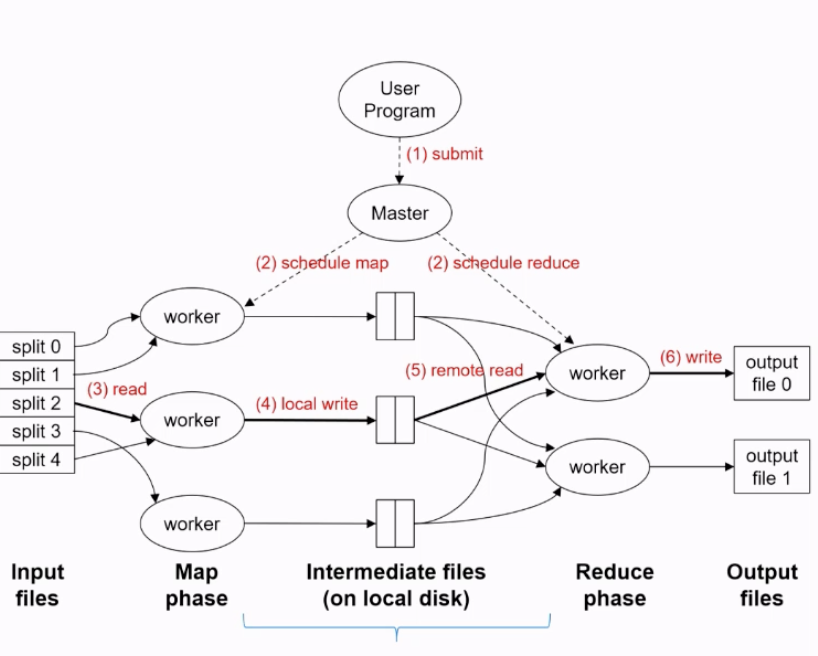 User
Program
(1) submit
Master
(2) schedule map
(2) schedule reduce
worker
split 0
split 1
split 2
split 3
split 4
(3) read
worker
(4) local write
(5) remote read
worker
(6) write
output
file 0
worker
output
file 1
worker
Input
files
Map
phase
Intermediate files
(on local disk)
Reduce
phase
Output
files